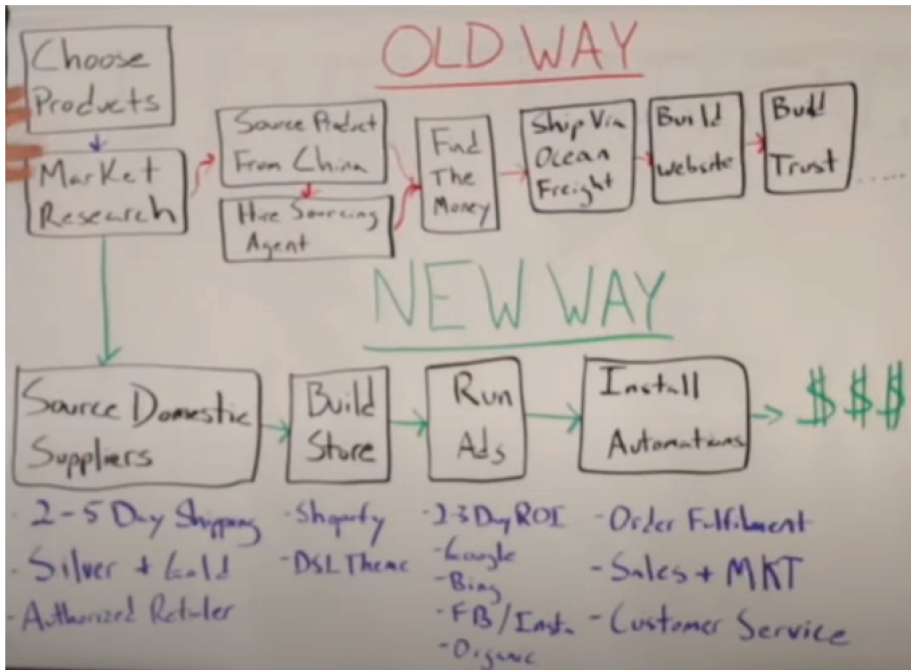 OLD WAY
Choose
Products
Market
Research
Source Product
From China
Hire Sourcing
Agent
Find
The
Money
Ship Via
Ocean
Freight
Build
Website
Build
Trust .....
NEW WAY
Source Domestic
Suppliers
- 2-5 Day Shipping
- Silver + Gold
- Authorized Retailer
Build
Store
- Shopify
- DSL Theme
Run
Ads
- 2-3 Day ROI
- Google
- Bing
- FB/Insta
- Organic
Install
Automations
- Order Fulfilment
- Sales + MKT
- Customer Service
$ $ $